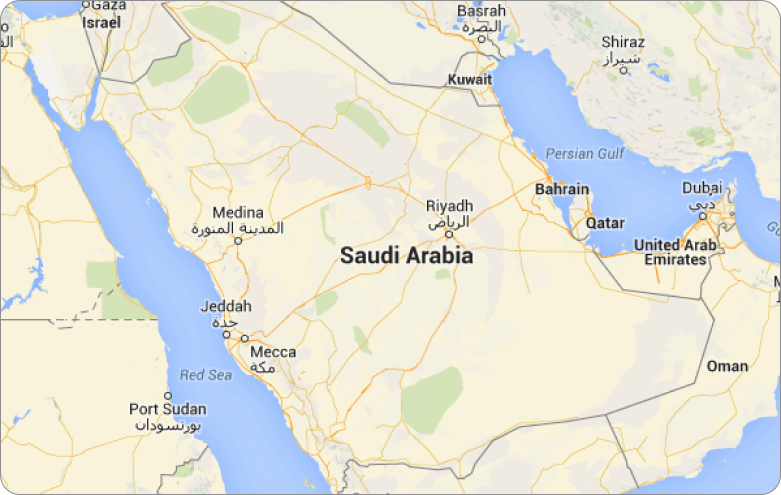 Gaza
Israel
Basrah
البصرة
Kuwait
Shiraz
شیراز
Persian Gulf
Bahrain
Qatar
Dubai
دبي
United Arab
Emirates
Medina
المدينة المنورة
Riyadh
الرياض
Saudi Arabia
Jeddah
جدة
Mecca
مكة
Red Sea
Port Sudan
بورتسودان
Oman